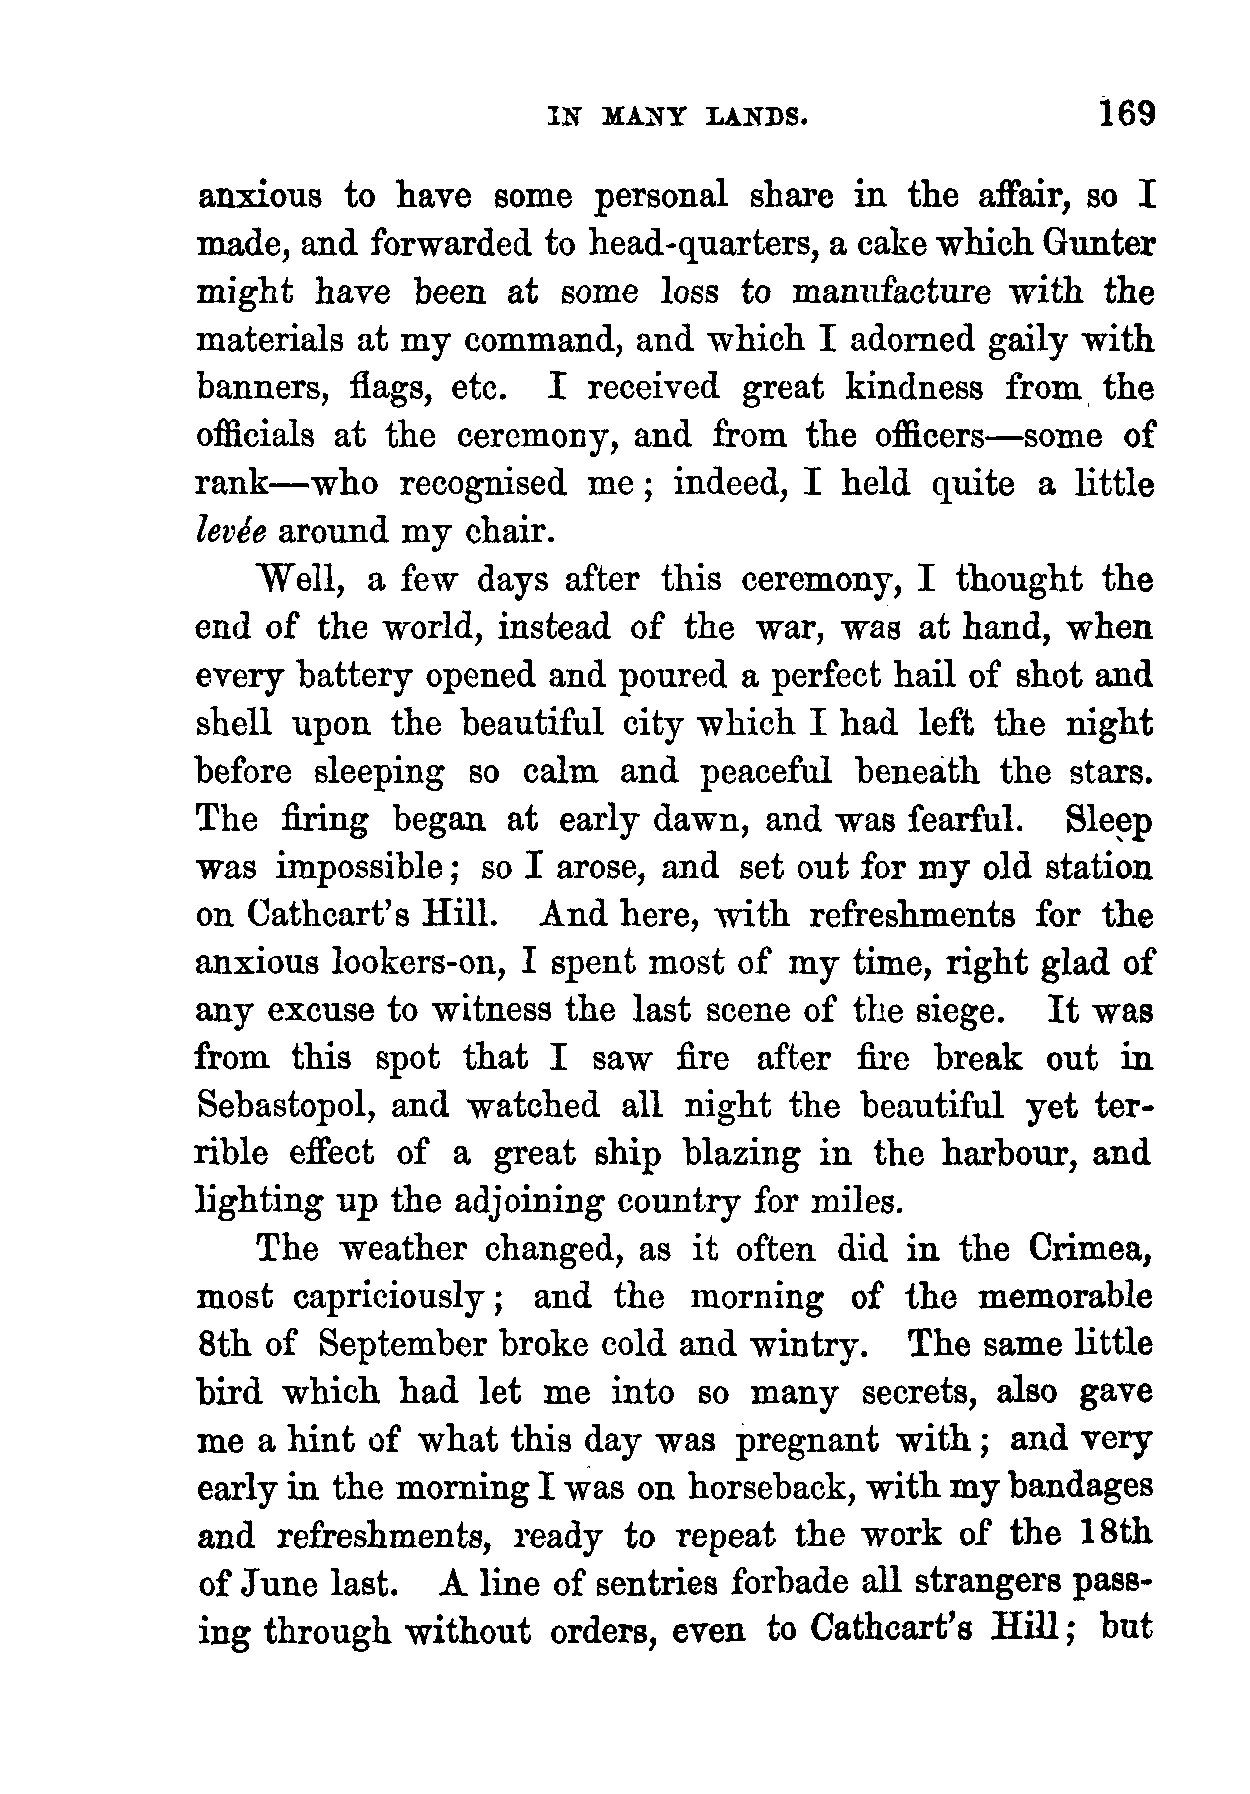 IN MANY LANDS. 169
anxious to have some personal share in the affair, so I
made, and forwarded to head-quarters, a cake which Gunter
might have been at some loss to manufacture with the
materials at my command, and which I adorned gaily with
banners, flags, etc. I received great kindness from the
officials at the ceremony, and from the officers—some of
rank—who recognised me ; indeed, I held quite a little
levée around my chair.
Well, a few days after this ceremony, I thought the
end of the world, instead of the war, was at hand, when
every battery opened and poured a perfect hail of shot and
shell upon the beautiful city which I had left the night
before sleeping so calm and peaceful beneath the stars.
The firing began at early dawn, and was fearful. Sleep
was impossible ; so I arose, and set out for my old station
on Cathcart's Hill. And here, with refreshments for the
anxious lookers-on, I spent most of my time, right glad of
any excuse to witness the last scene of the siege. It was
from this spot that I saw fire after fire break out in
Sebastopol, and watched all night the beautiful yet ter-
rible effect of a great ship blazing in the harbour, and
lighting up the adjoining country for miles.
The weather changed, as it often did in the Crimea,
most capriciously ; and the morning of the memorable
8th of September broke cold and wintry. The same little
bird which had let me into so many secrets, also gave
me a hint of what this day was pregnant with ; and very
early in the morning I was on horseback, with my bandages
and refreshments, ready to repeat the work of the 18th
of June last. A line of sentries forbade all strangers pass-
ing through without orders, even to Cathcart's Hill ; but